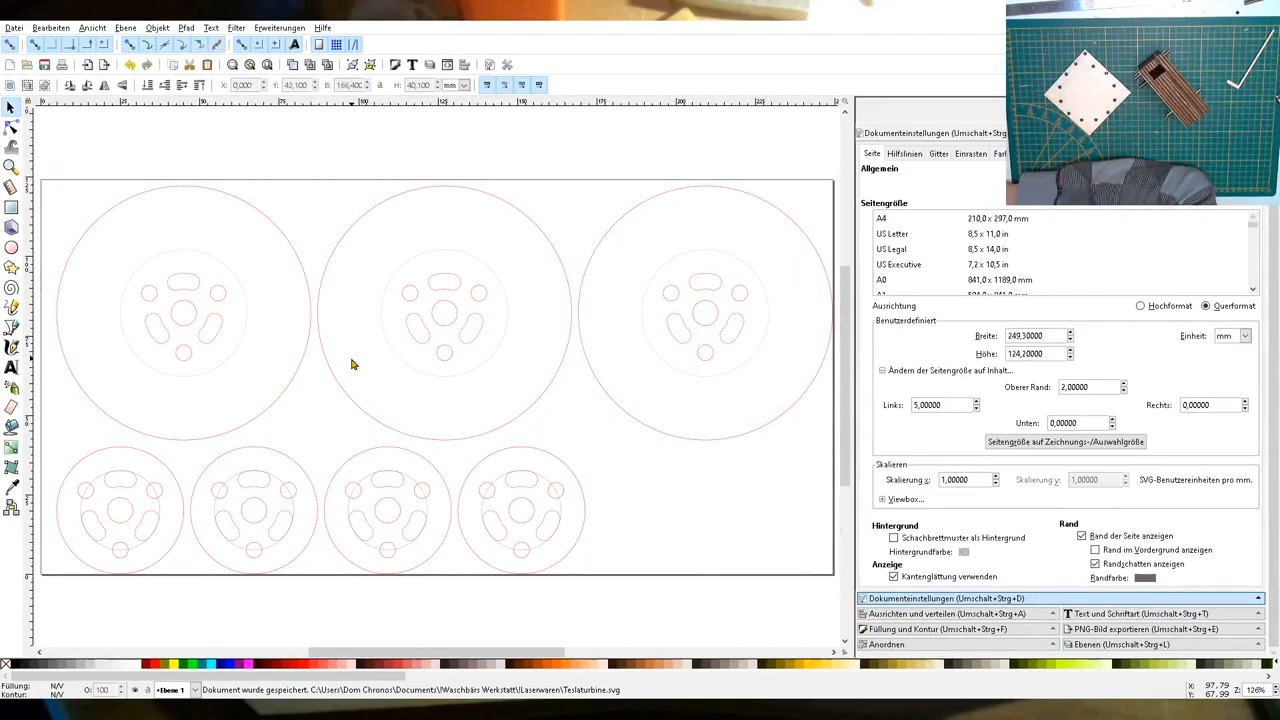 Datei Bearbeiten Ansicht Ebene Objekt Pfad Text Filter Erweiterungen Hilfe
X: 0,000 Y: 42,100 B: 166,400 H: 40,100 mm
Dokumenteinstellungen (Umschalt+Strg+D)
Seite Hilfslinien Gitter Einrasten
Allgemein
Seitengröße
A4 210,0 x 297,0 mm
US Letter 8,5 x 11,0 in
US Legal 8,5 x 14,0 in
US Executive 7,2 x 10,5 in
A0 841,0 x 1189,0 mm
Ausrichtung Hochformat Querformat
Benutzerdefiniert
Breite: 249,30000 Einheit: mm
Höhe: 124,20000
Ändern der Seitengröße auf Inhalt...
Oberer Rand: 2,00000
Links: 5,00000 Rechts: 0,00000
Unten: 0,00000
Seitengröße auf Zeichnungs-/Auswahlgröße
Skalieren
Skalierung x: 1,00000 Skalierung y: 1,00000 SVG-Benutzereinheiten pro mm.
Viewbox...
Hintergrund Rand
Schachbrettmuster als Hintergrund Rand der Seite anzeigen
Hintergrundfarbe: Rand im Vordergrund anzeigen
Anzeige Randschatten anzeigen
Kantenglättung verwenden Randfarbe:
Dokumenteinstellungen (Umschalt+Strg+D)
Ausrichten und verteilen (Umschalt+Strg+A) Text und Schriftart (Umschalt+Strg+T)
Füllung und Kontur (Umschalt+Strg+F) PNG-Bild exportieren (Umschalt+Strg+E)
Anordnen Ebenen (Umschalt+Strg+L)
Füllung: N/V
Kontur: N/V
O: 100 •Ebene 1 Dokument wurde gespeichert. C:\Users\Dom Chronos\Documents\!Waschbärs Werkstatt\!Laserwaren\Teslaturbine.svg
X: 97,79
Y: 67,99
Z: 126%